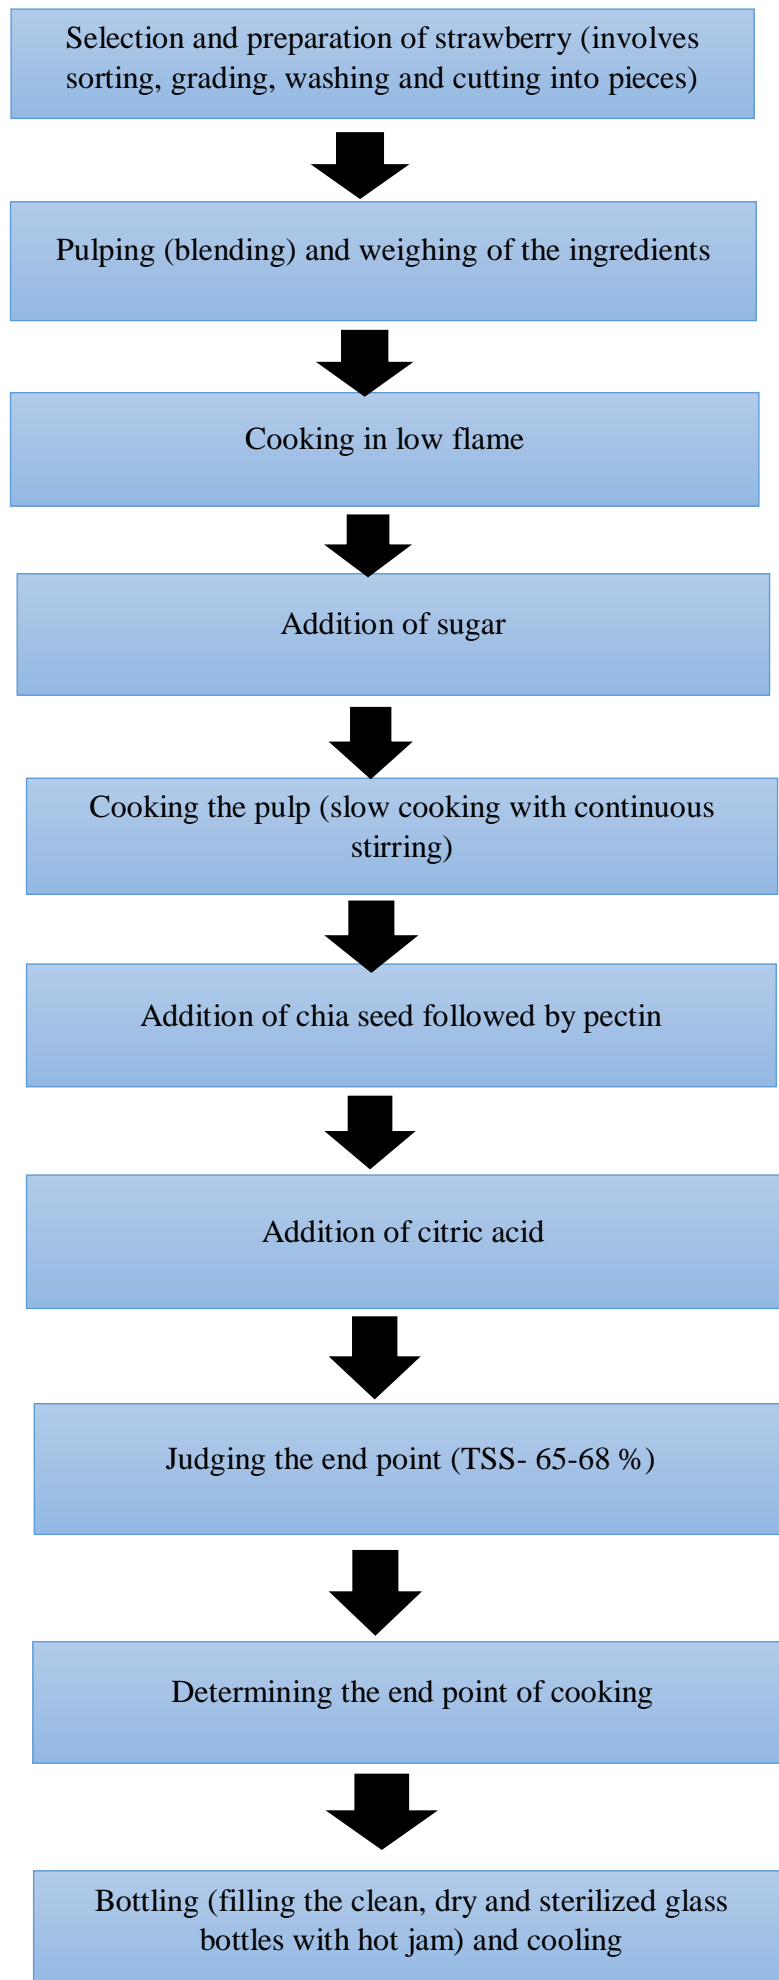 Selection and preparation of strawberry (involves
sorting, grading, washing and cutting into pieces)
Pulping (blending) and weighing of the ingredients
Cooking in low flame
Addition of sugar
Cooking the pulp (slow cooking with continuous
stirring)
Addition of chia seed followed by pectin
Addition of citric acid
Judging the end point (TSS- 65-68 %)
Determining the end point of cooking
Bottling (filling the clean, dry and sterilized glass
bottles with hot jam) and cooling